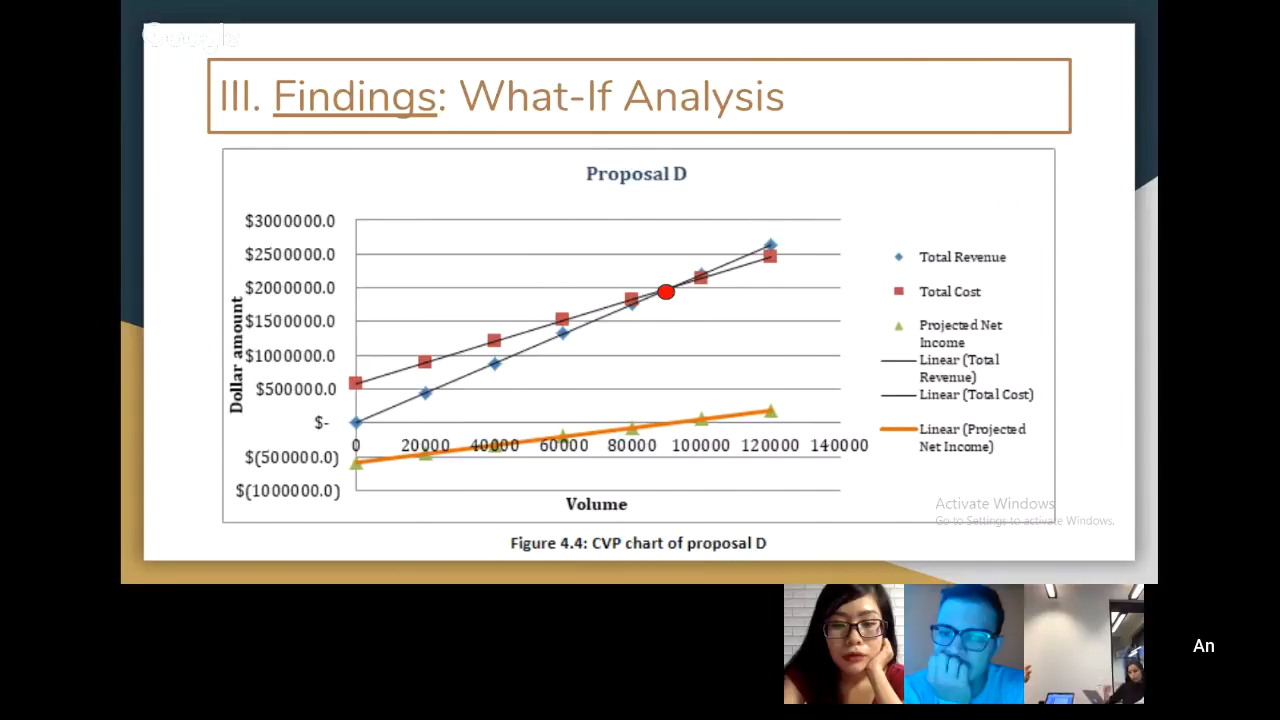 Google
III. Findings: What-If Analysis
Proposal D
$3000000.0
$2500000.0
$2000000.0
$1500000.0
$1000000.0
$500000.0
$-
$(500000.0)
$(1000000.0)
Dollar amount
0 20000 40000 60000 80000 100000 120000 140000
Volume
Total Revenue
Total Cost
Projected Net
Income
Linear (Total
Revenue)
Linear (Total Cost)
Linear (Projected
Net Income)
Activate Windows
Go to Settings to activate Windows.
Figure 4.4: CVP chart of proposal D
An